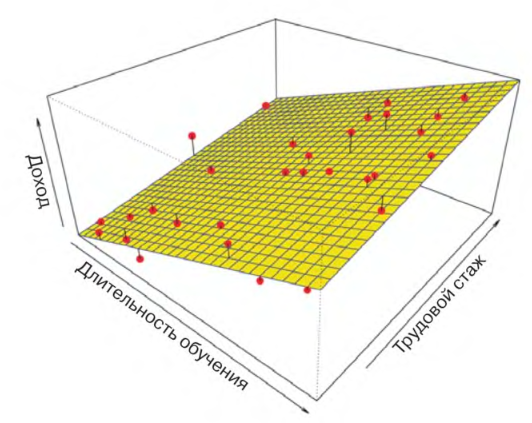 Доход
Длительность обучения
Трудовой стаж